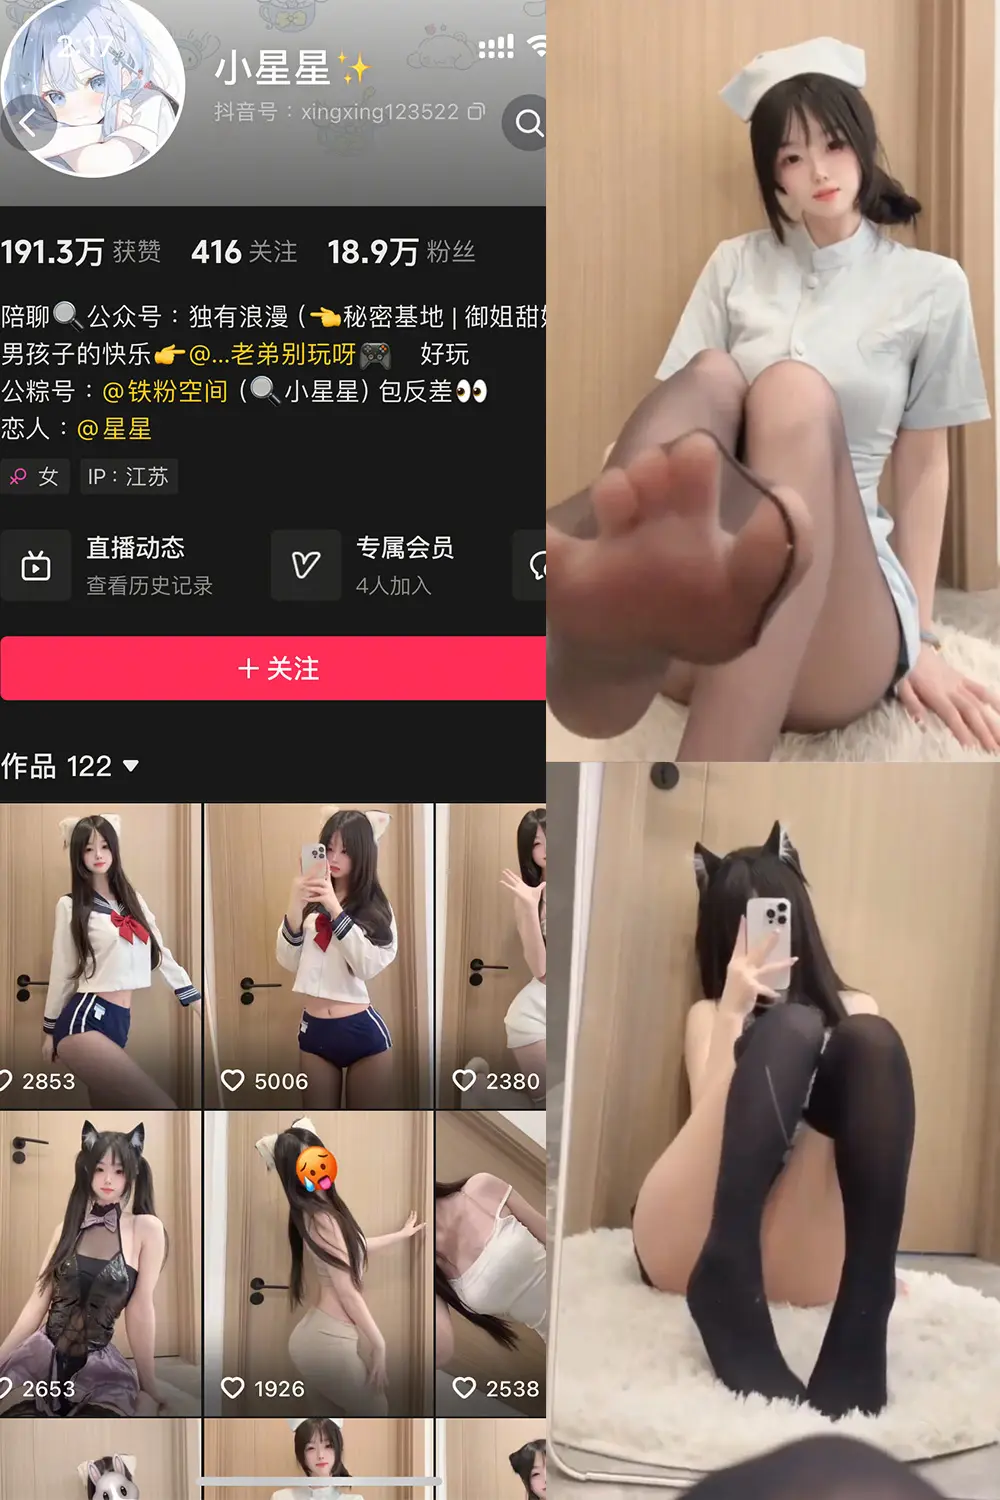 2:17
小星星✨
抖音号：xingxing123522
191.3万 获赞 416 关注 18.9万 粉丝
陪聊🔍公众号：独有浪漫（👉秘密基地 | 御姐甜
男孩子的快乐👉@...老弟别玩呀🎮 好玩
公粽号：@铁粉空间（🔍小星星）包反差👀
恋人：@星星
女 IP：江苏
直播动态 专属会员
查看历史记录 4人加入
+ 关注
作品 122
2853 5006 2380
2653 1926 2538